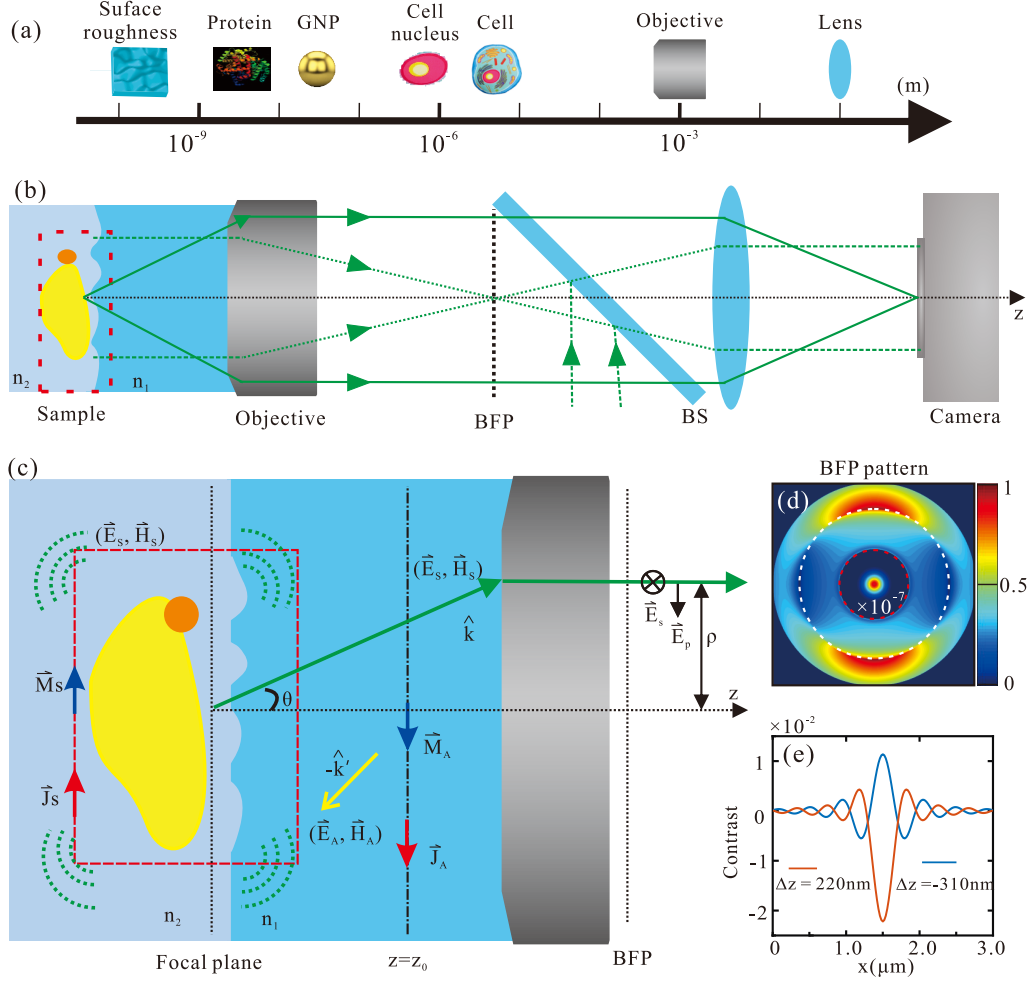 (a)
Suface
roughness
Protein
GNP
Cell
nucleus
Cell
Objective
Lens
(m)
10⁻⁹
10⁻⁶
10⁻³
(b)
n₂
n₁
z
Sample
Objective
BFP
BS
Camera
(c)
(E⃗s, H⃗s)
(E⃗s, H⃗s)
k̂
θ
M⃗s
J⃗s
M⃗A
-k̂′
(E⃗A, H⃗A)
J⃗A
E⃗s
E⃗p
ρ
z
n₂
n₁
Focal plane
z=z₀
BFP
BFP pattern
(d)
×10⁻⁷
1
0.5
0
×10⁻²
(e)
1
0
-1
-2
Contrast
Δz = 220nm
Δz = -310nm
0
1.0
2.0
3.0
x(μm)